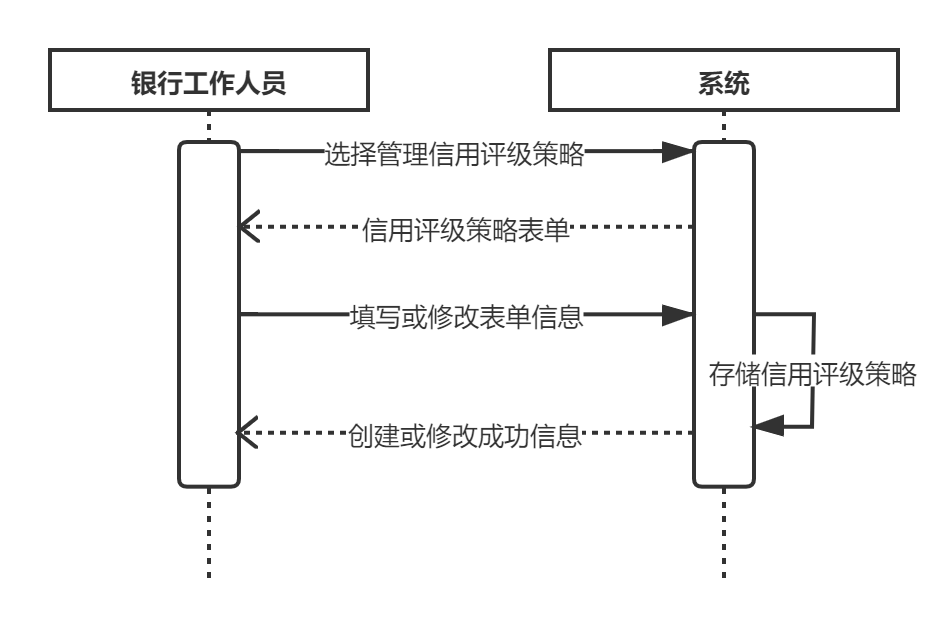 银行工作人员
系统
选择管理信用评级策略
信用评级策略表单
填写或修改表单信息
存储信用评级策略
创建或修改成功信息